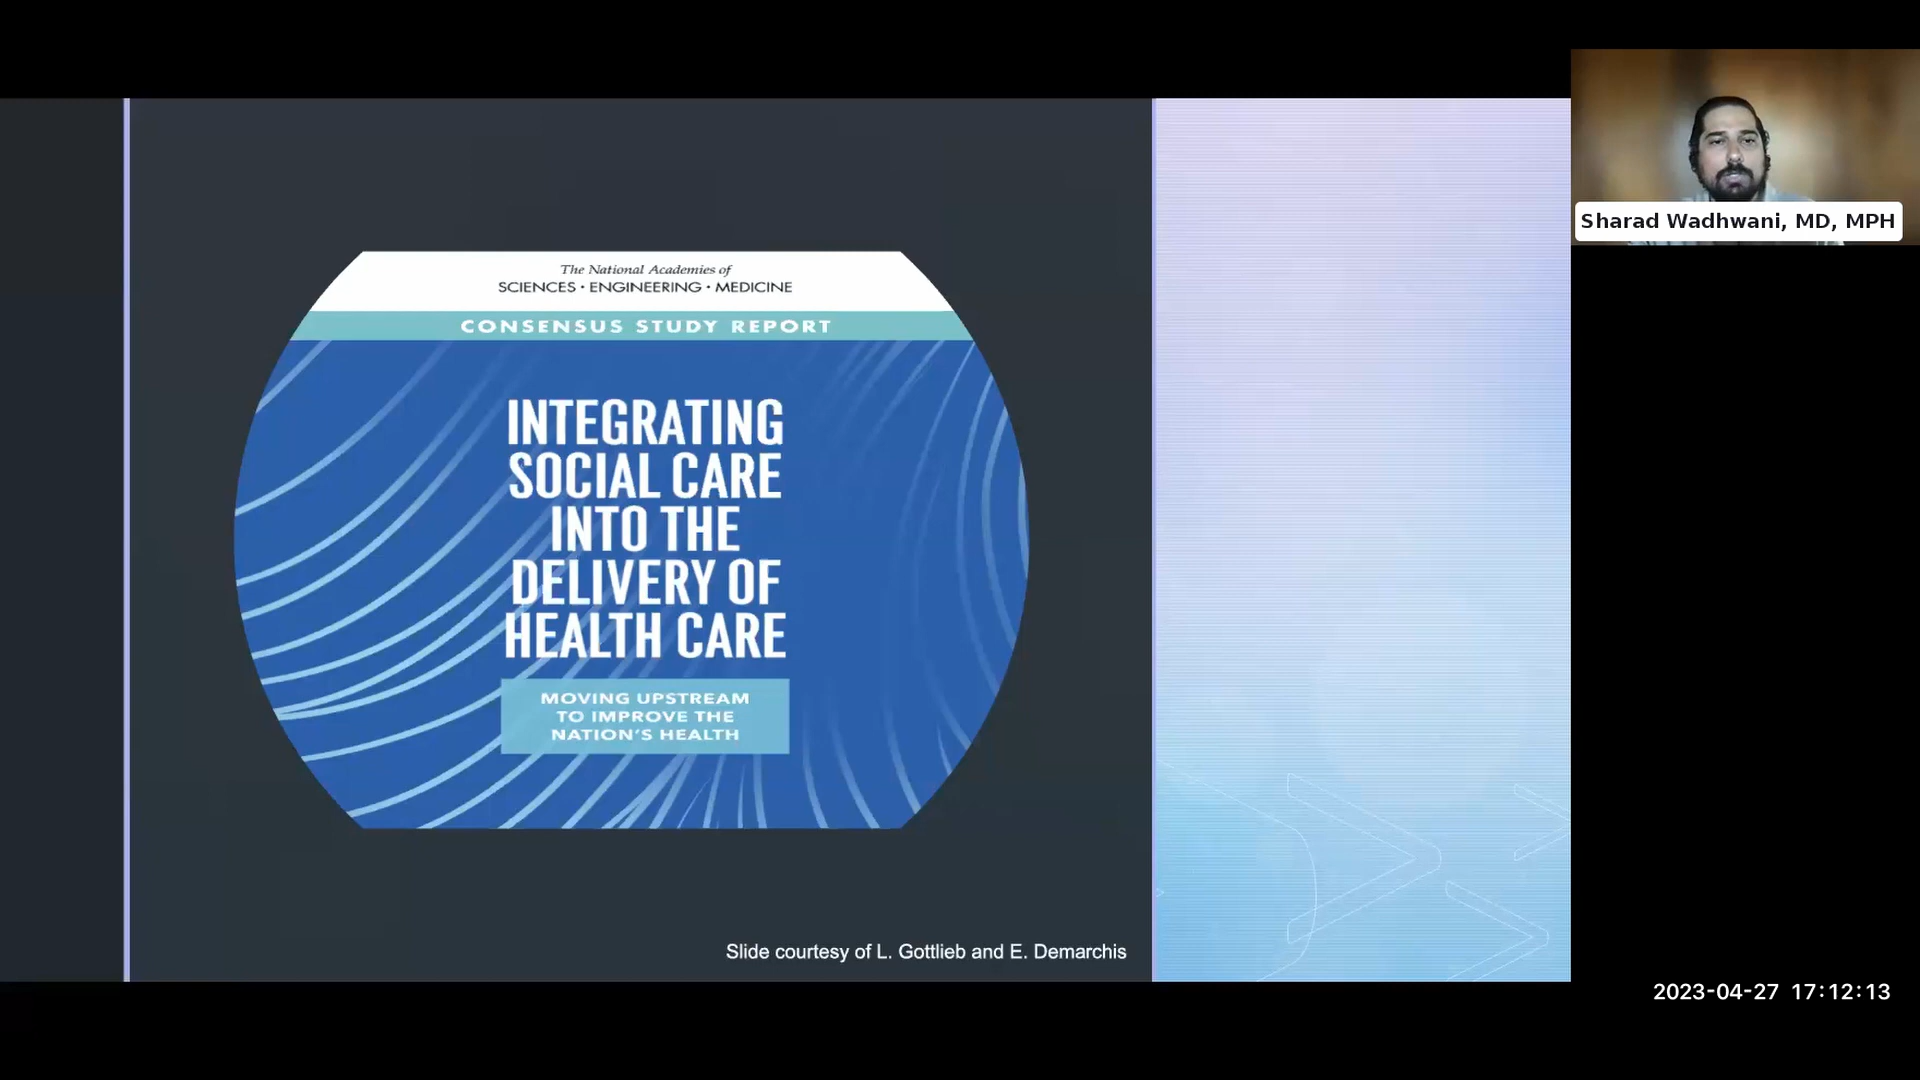 The National Academies of
SCIENCES · ENGINEERING · MEDICINE
CONSENSUS STUDY REPORT
INTEGRATING
SOCIAL CARE
INTO THE
DELIVERY OF
HEALTH CARE
MOVING UPSTREAM
TO IMPROVE THE
NATION'S HEALTH
Slide courtesy of L. Gottlieb and E. Demarchis
Sharad Wadhwani, MD, MPH
2023-04-27 17:12:13